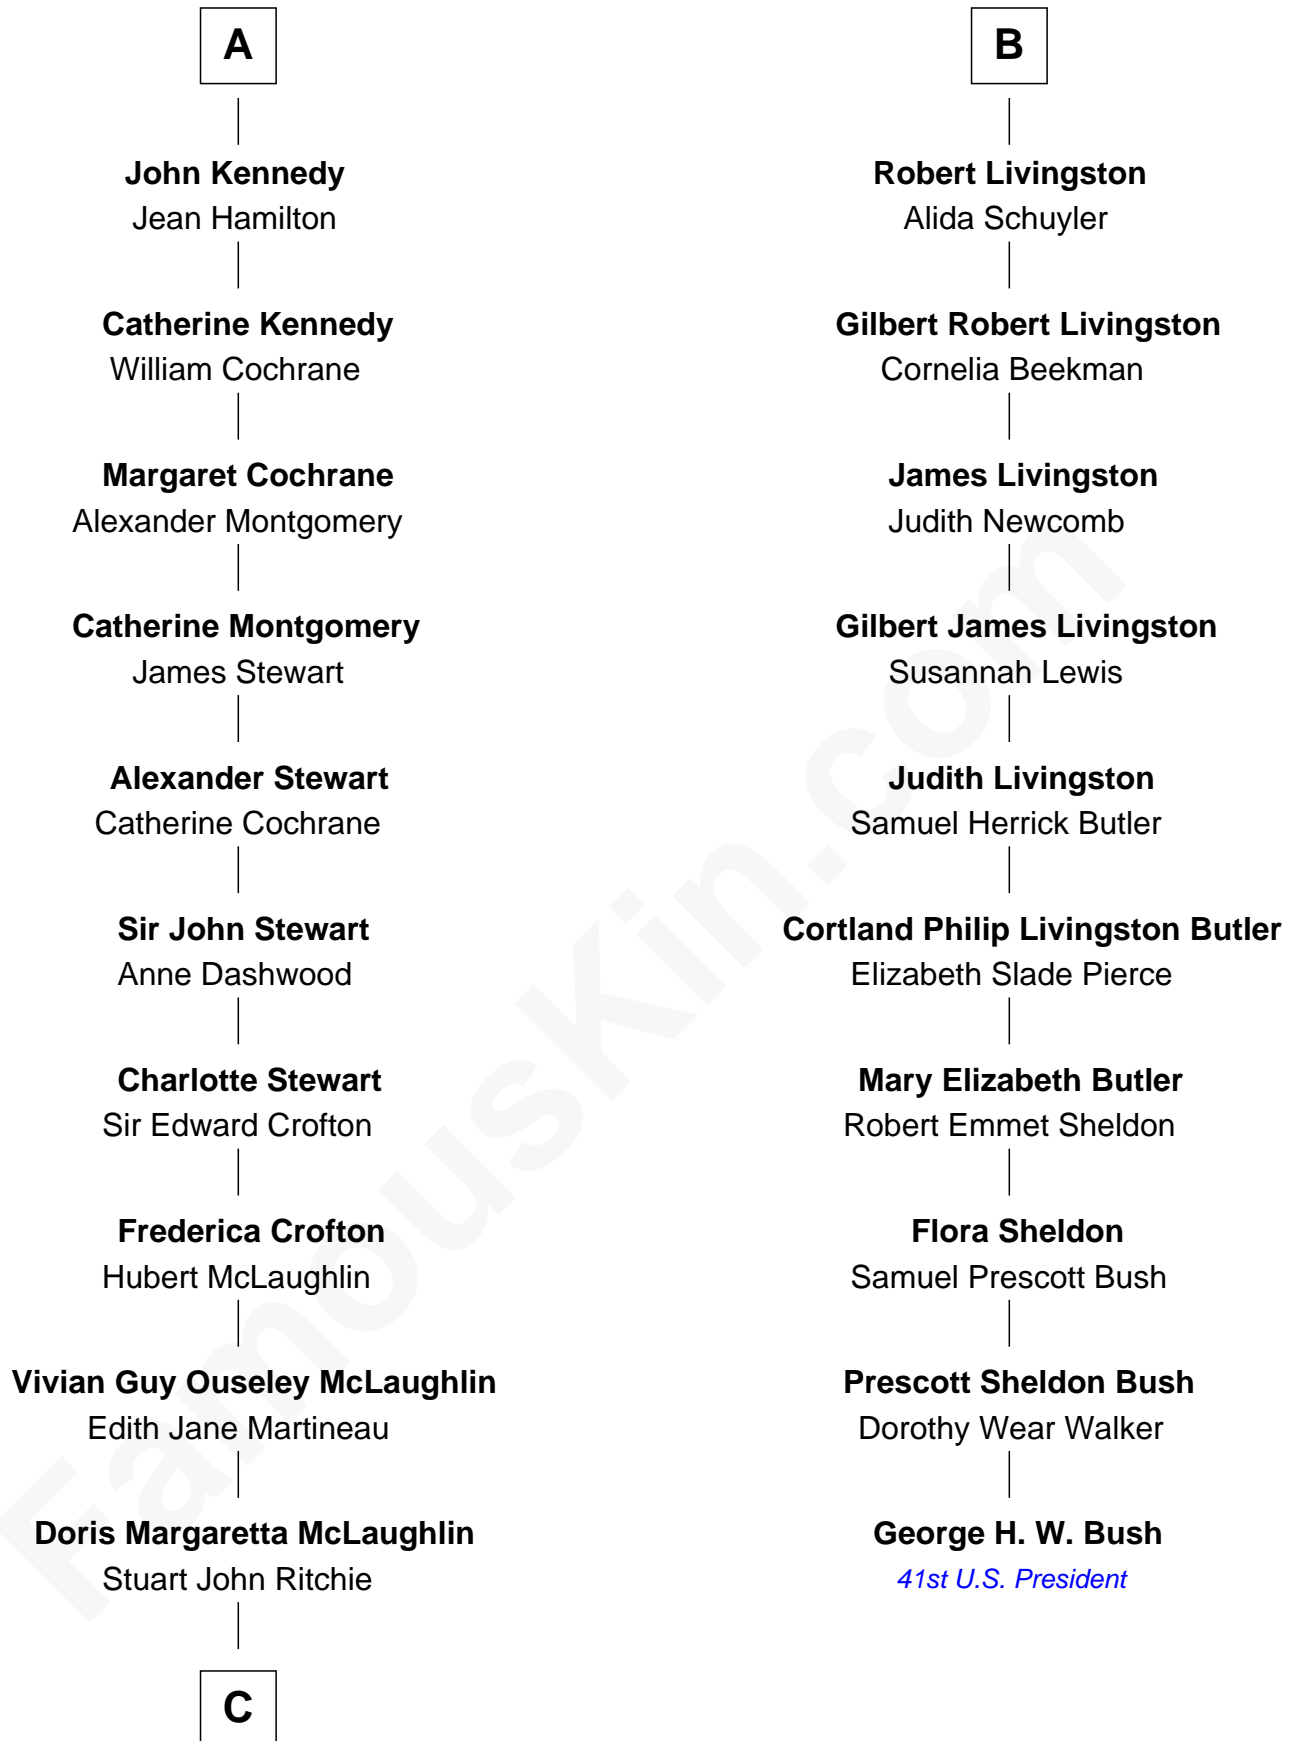 A
John Kennedy
Jean Hamilton
Catherine Kennedy
William Cochrane
Margaret Cochrane
Alexander Montgomery
Catherine Montgomery
James Stewart
Alexander Stewart
Catherine Cochrane
Sir John Stewart
Anne Dashwood
Charlotte Stewart
Sir Edward Crofton
Frederica Crofton
Hubert McLaughlin
Vivian Guy Ouseley McLaughlin
Edith Jane Martineau
Doris Margaretta McLaughlin
Stuart John Ritchie
C
B
Robert Livingston
Alida Schuyler
Gilbert Robert Livingston
Cornelia Beekman
James Livingston
Judith Newcomb
Gilbert James Livingston
Susannah Lewis
Judith Livingston
Samuel Herrick Butler
Cortland Philip Livingston Butler
Elizabeth Slade Pierce
Mary Elizabeth Butler
Robert Emmet Sheldon
Flora Sheldon
Samuel Prescott Bush
Prescott Sheldon Bush
Dorothy Wear Walker
George H. W. Bush
41st U.S. President
FamousKin.com